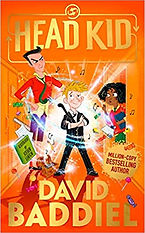 HEAD KID
MILLION-COPY
BESTSELLING
AUTHOR
DAVID
BADDIEL